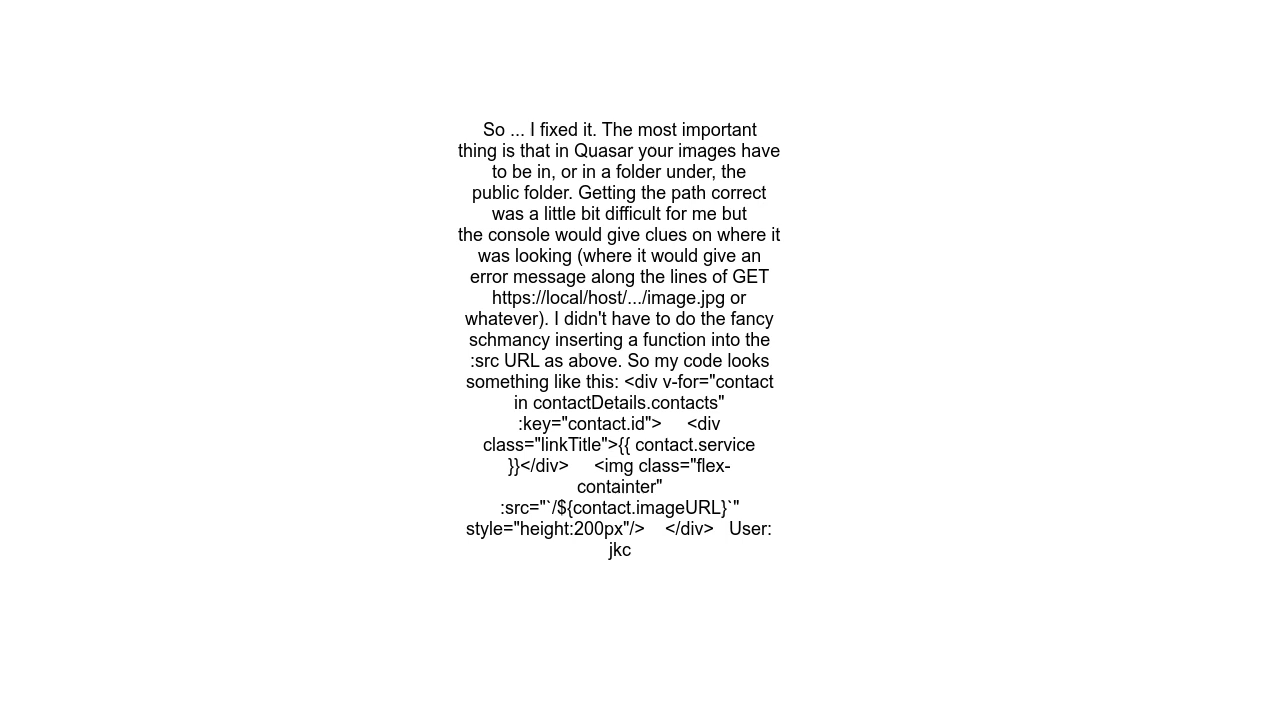 So ... I fixed it. The most important
thing is that in Quasar your images have
to be in, or in a folder under, the
public folder. Getting the path correct
was a little bit difficult for me but
the console would give clues on where it
was looking (where it would give an
error message along the lines of GET
https://local/host/.../image.jpg or
whatever). I didn't have to do the fancy
schmancy inserting a function into the
:src URL as above. So my code looks
something like this: <div v-for="contact
in contactDetails.contacts"
:key="contact.id">     <div
class="linkTitle">{{ contact.service
}}</div>     <img class="flex-
containter"
:src="`/${contact.imageURL}`"
style="height:200px"/>    </div>   User:
jkc